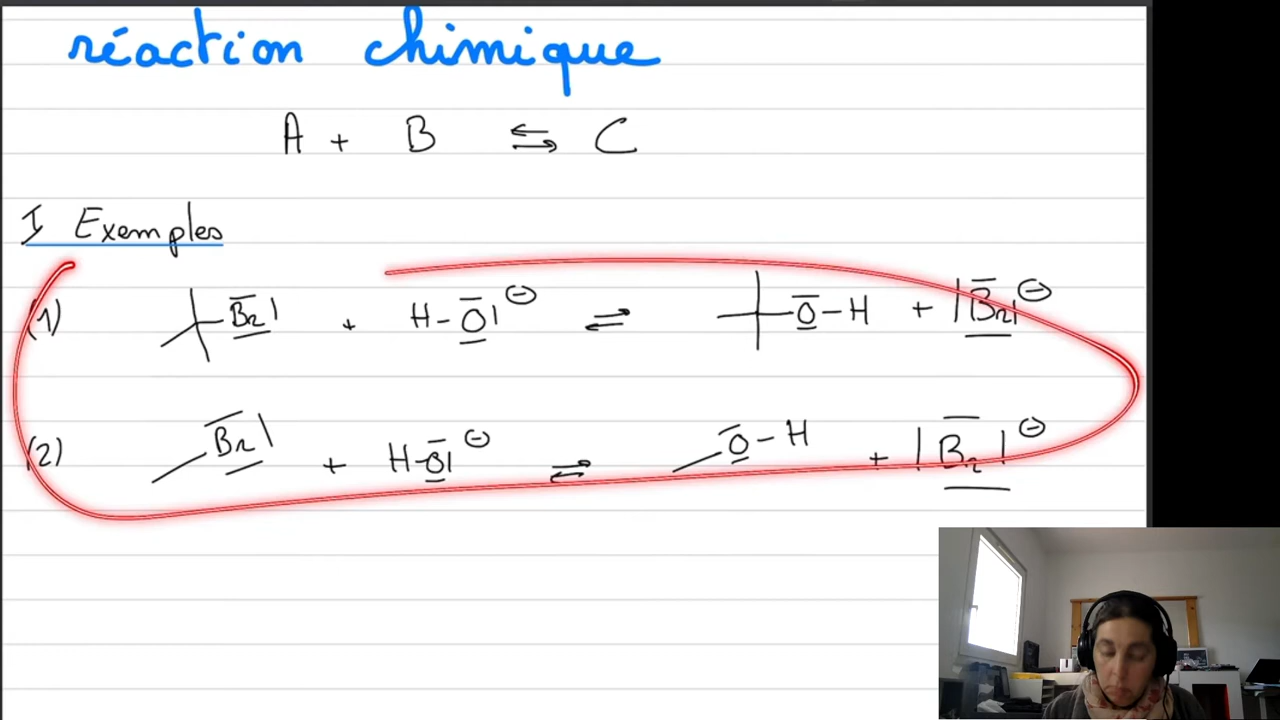 réaction chimique
A + B ⇆ C
I Exemples
(1) Br + H-O ⊖ ⇌ O-H + Br ⊖
(2) Br + H-O ⊖ ⇌ O-H + Br ⊖